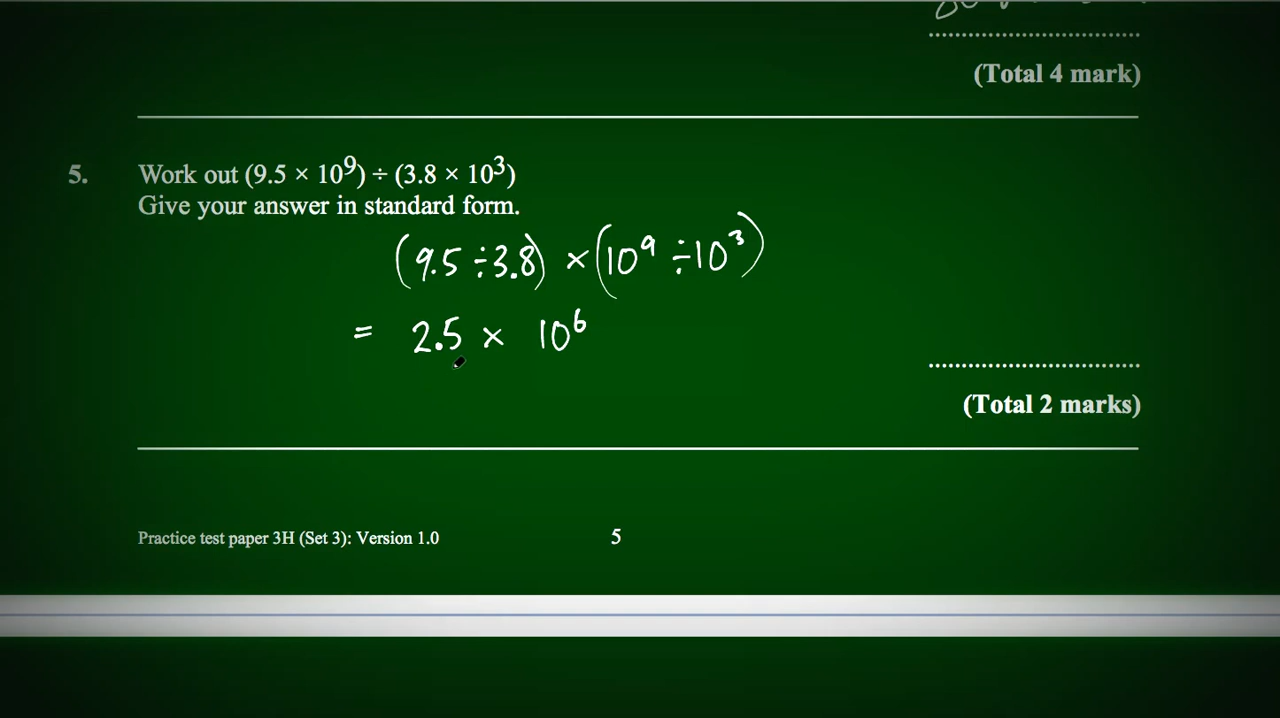 (Total 4 mark)
5. Work out (9.5 × 10⁹) ÷ (3.8 × 10³)
Give your answer in standard form.
(9.5 ÷ 3.8) × (10⁹ ÷ 10³)
= 2.5 × 10⁶
(Total 2 marks)
Practice test paper 3H (Set 3): Version 1.0 5